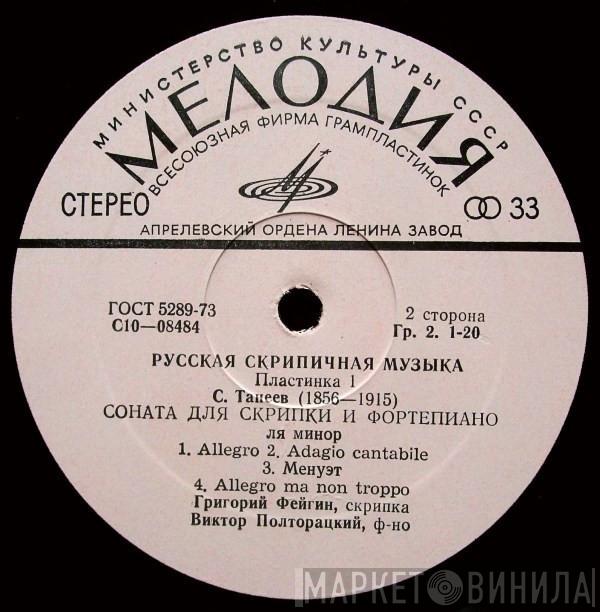 МИНИСТЕРСТВО КУЛЬТУРЫ СССР
МЕЛОДИЯ
ВСЕСОЮЗНАЯ ФИРМА ГРАМПЛАСТИНОК
СТЕРЕО
33
АПРЕЛЕВСКИЙ ОРДЕНА ЛЕНИНА ЗАВОД
ГОСТ 5289-73
С10—08484
2 сторона
Гр. 2. 1-20
РУССКАЯ СКРИПИЧНАЯ МУЗЫКА
Пластинка 1
С. Танеев (1856—1915)
СОНАТА ДЛЯ СКРИПКИ И ФОРТЕПИАНО
ля минор
1. Allegro 2. Adagio cantabile
3. Менуэт
4. Allegro ma non troppo
Григорий Фейгин, скрипка
Виктор Полторацкий, ф-но
МАРКЕТ ВИНИЛА